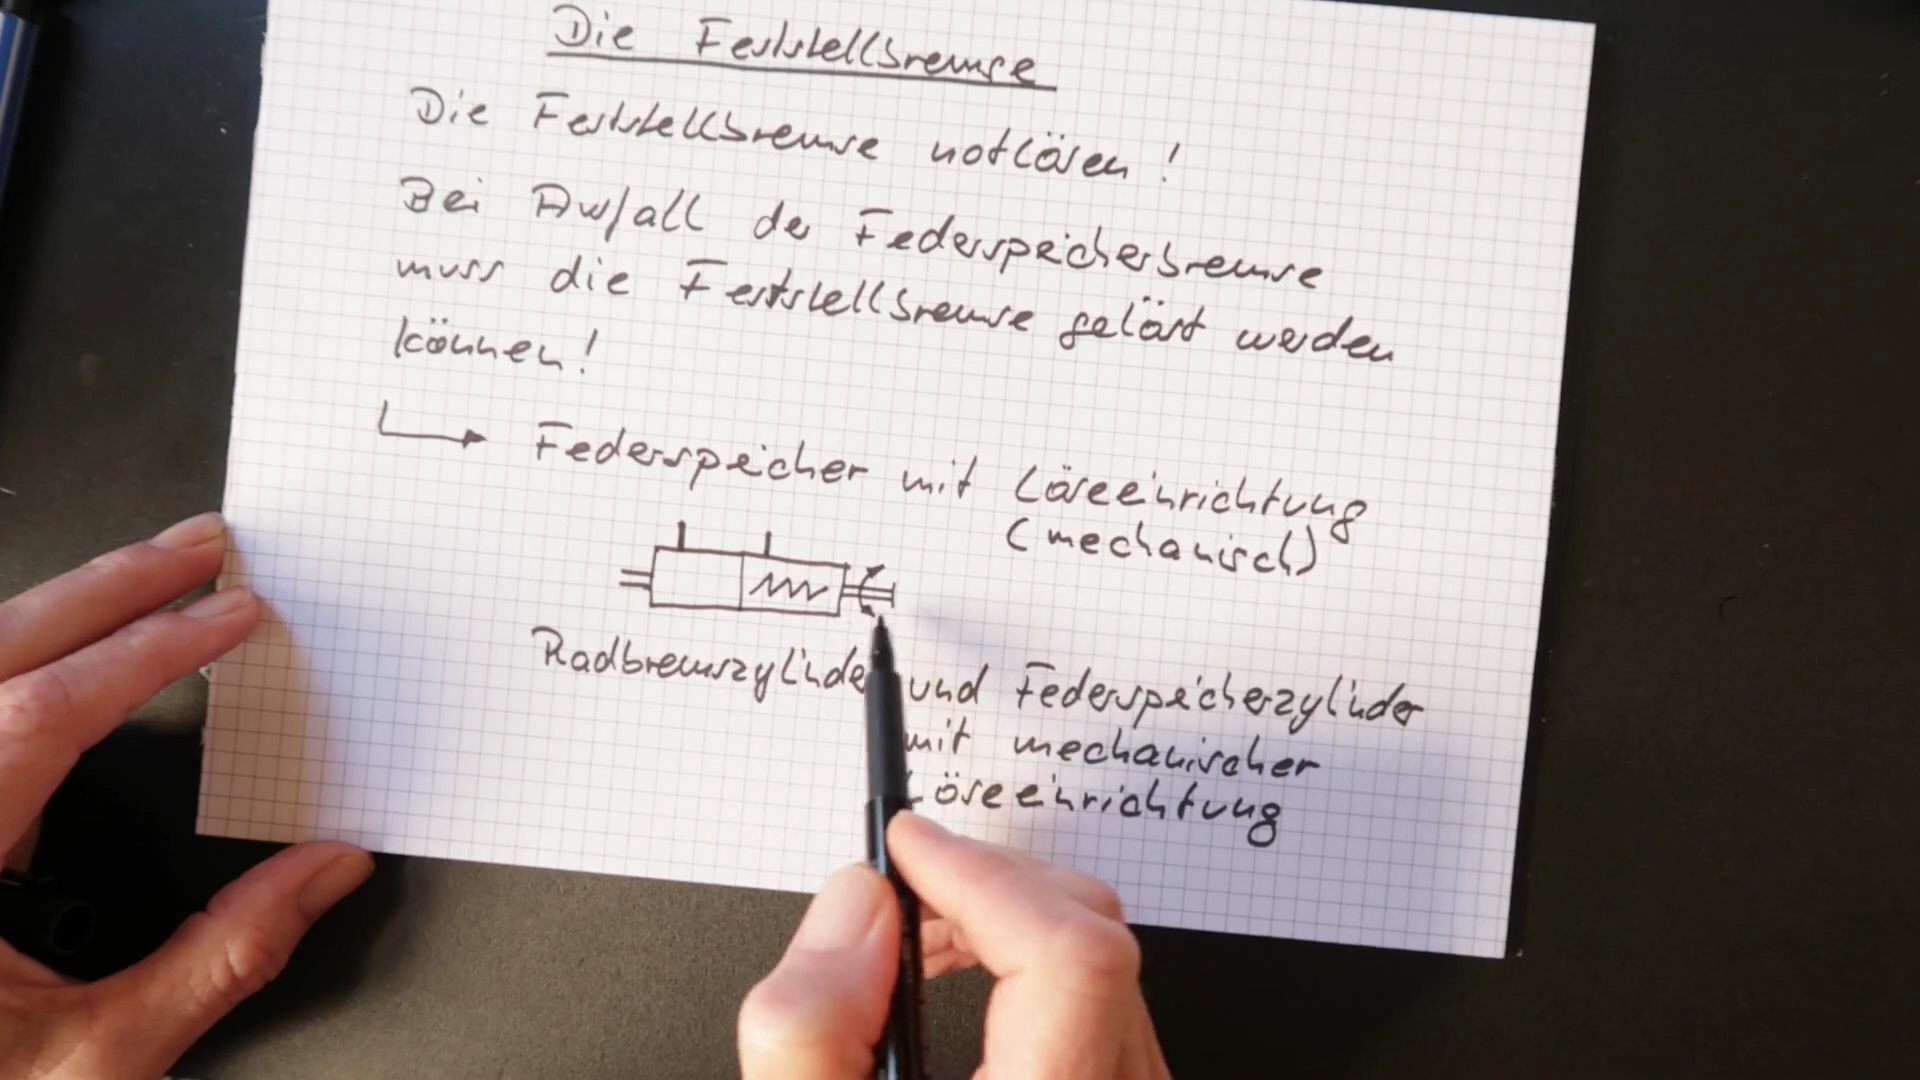 Die Feststellbremse
Die Feststellbremse notlösen!
Bei Ausfall der Federspeicherbremse
muss die Feststellbremse gelöst werden
können!
Federspeicher mit Löseeinrichtung
(mechanisch)
Radbremszylinder und Federspeicherzylinder
mit mechanischer
Löseeinrichtung